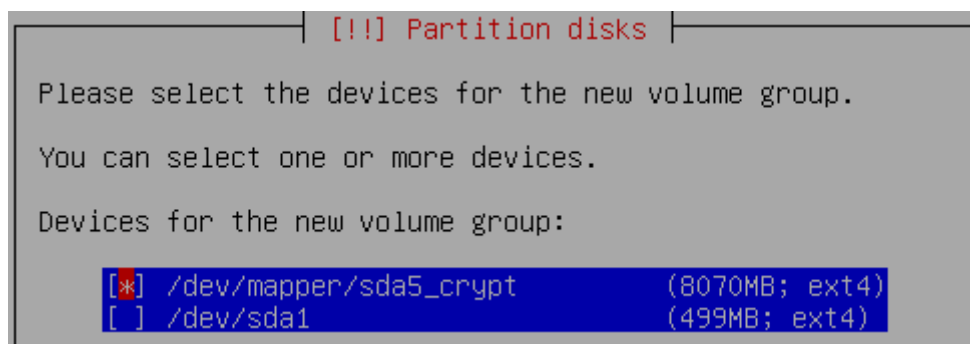 [!!] Partition disks
Please select the devices for the new volume group.
You can select one or more devices.
Devices for the new volume group:
[*] /dev/mapper/sda5_crypt (8070MB; ext4)
[ ] /dev/sda1 (499MB; ext4)